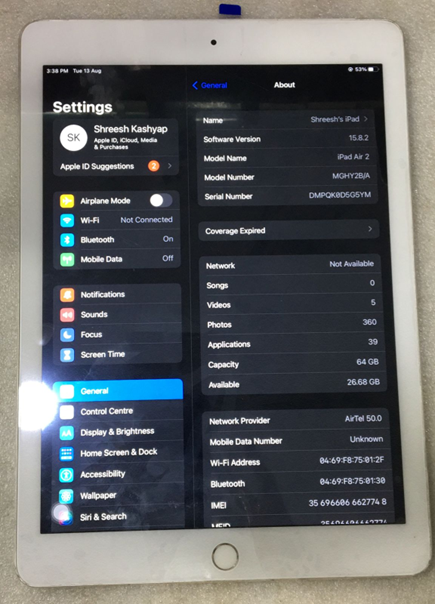 3:38 PM Tue 13 Aug
53%
Settings
SK
Shreesh Kashyap
Apple ID, iCloud, Media
& Purchases
Apple ID Suggestions 2
Airplane Mode
Wi-Fi Not Connected
Bluetooth On
Mobile Data Off
Notifications
Sounds
Focus
Screen Time
General
Control Centre
Display & Brightness
Home Screen & Dock
Accessibility
Wallpaper
Siri & Search
General About
Name Shreesh's iPad
Software Version 15.8.2
Model Name iPad Air 2
Model Number MGHY2B/A
Serial Number DMPQK8D5G5YM
Coverage Expired
Network Not Available
Songs 0
Videos 5
Photos 360
Applications 39
Capacity 64 GB
Available 26.68 GB
Network Provider AirTel 50.0
Mobile Data Number Unknown
Wi-Fi Address 04:69:F8:75:01:2F
Bluetooth 04:69:F8:75:01:30
IMEI 35 696606 662774 8
MEID